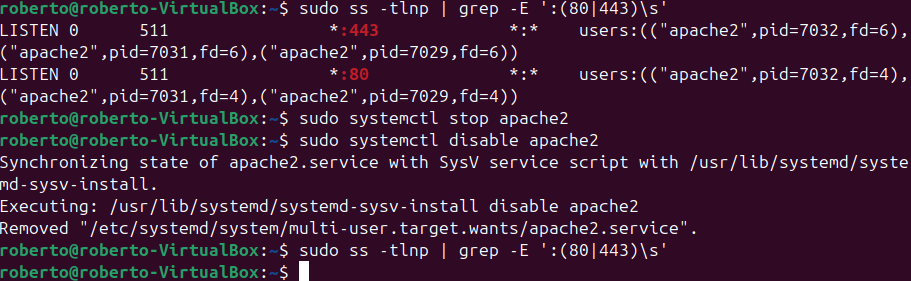 roberto@roberto-VirtualBox:~$ sudo ss -tlnp | grep -E ':(80|443)\s'
LISTEN 0      511                *:443             *:*    users:(("apache2",pid=7032,fd=6),
("apache2",pid=7031,fd=6),("apache2",pid=7029,fd=6))
LISTEN 0      511                *:80              *:*    users:(("apache2",pid=7032,fd=4),
("apache2",pid=7031,fd=4),("apache2",pid=7029,fd=4))
roberto@roberto-VirtualBox:~$ sudo systemctl stop apache2
roberto@roberto-VirtualBox:~$ sudo systemctl disable apache2
Synchronizing state of apache2.service with SysV service script with /usr/lib/systemd/syste
md-sysv-install.
Executing: /usr/lib/systemd/systemd-sysv-install disable apache2
Removed "/etc/systemd/system/multi-user.target.wants/apache2.service".
roberto@roberto-VirtualBox:~$ sudo ss -tlnp | grep -E ':(80|443)\s'
roberto@roberto-VirtualBox:~$